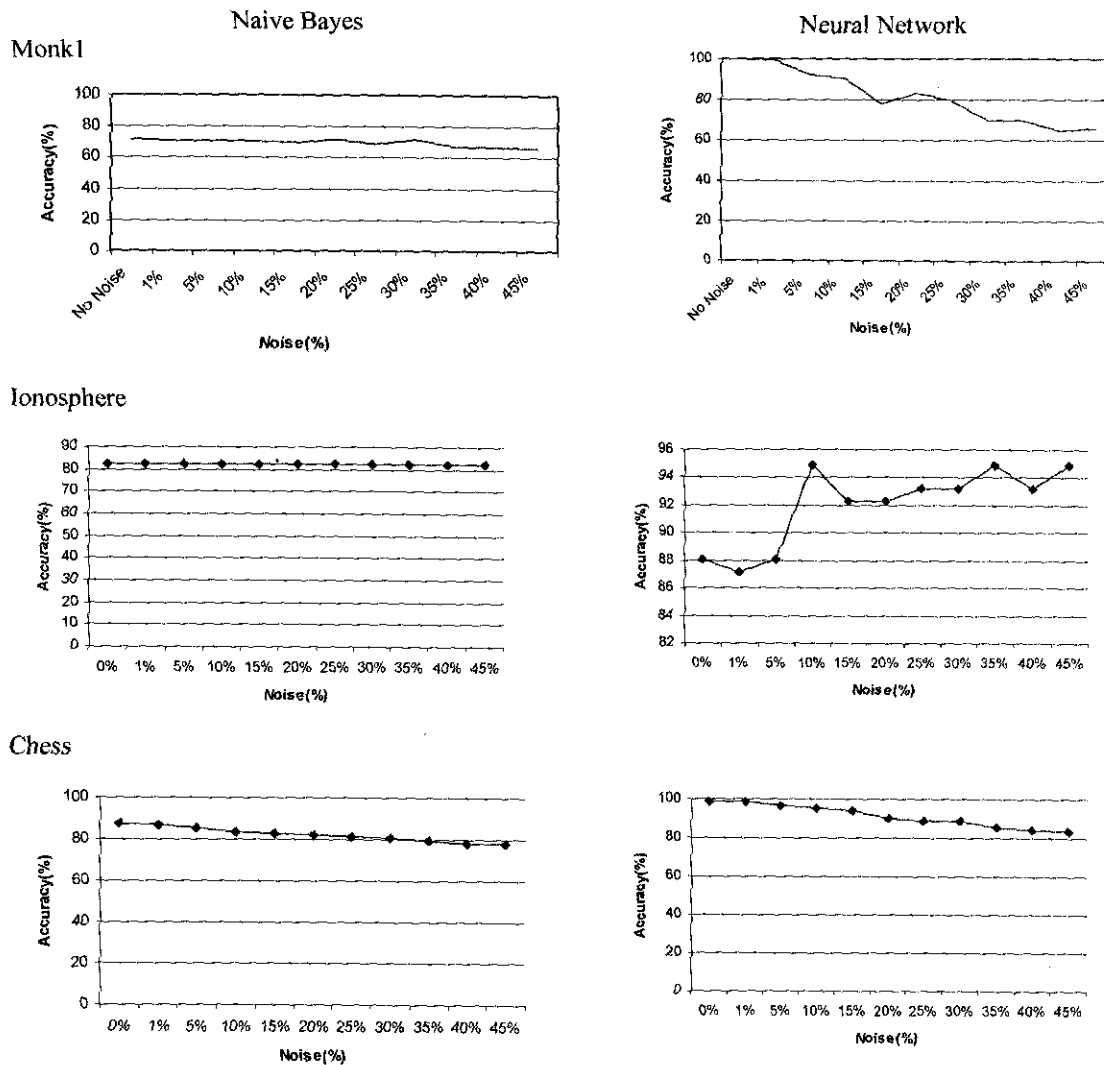 Naive Bayes
Neural Network
Monk1
100
80
60
40
20
0
Accuracy(%)
No Noise 1% 5% 10% 15% 20% 25% 30% 35% 40% 45%
Noise(%)
100
80
60
40
20
0
Accuracy(%)
No Noise 1% 5% 10% 15% 20% 25% 30% 35% 40% 45%
Noise(%)
Ionosphere
90
80
70
60
50
40
30
20
10
0
Accuracy(%)
0% 1% 5% 10% 15% 20% 25% 30% 35% 40% 45%
Noise(%)
96
94
92
90
88
86
84
82
Accuracy(%)
0% 1% 5% 10% 15% 20% 25% 30% 35% 40% 45%
Noise(%)
Chess
100
80
60
40
20
0
Accuracy(%)
0% 1% 5% 10% 15% 20% 25% 30% 35% 40% 45%
Noise(%)
100
80
60
40
20
0
Accuracy(%)
0% 1% 5% 10% 15% 20% 25% 30% 35% 40% 45%
Noise(%)